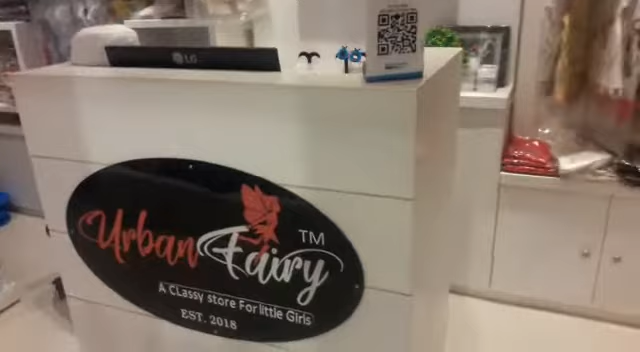 LG
Urban Fairy TM
A CLassy store For little Girls
EST. 2018